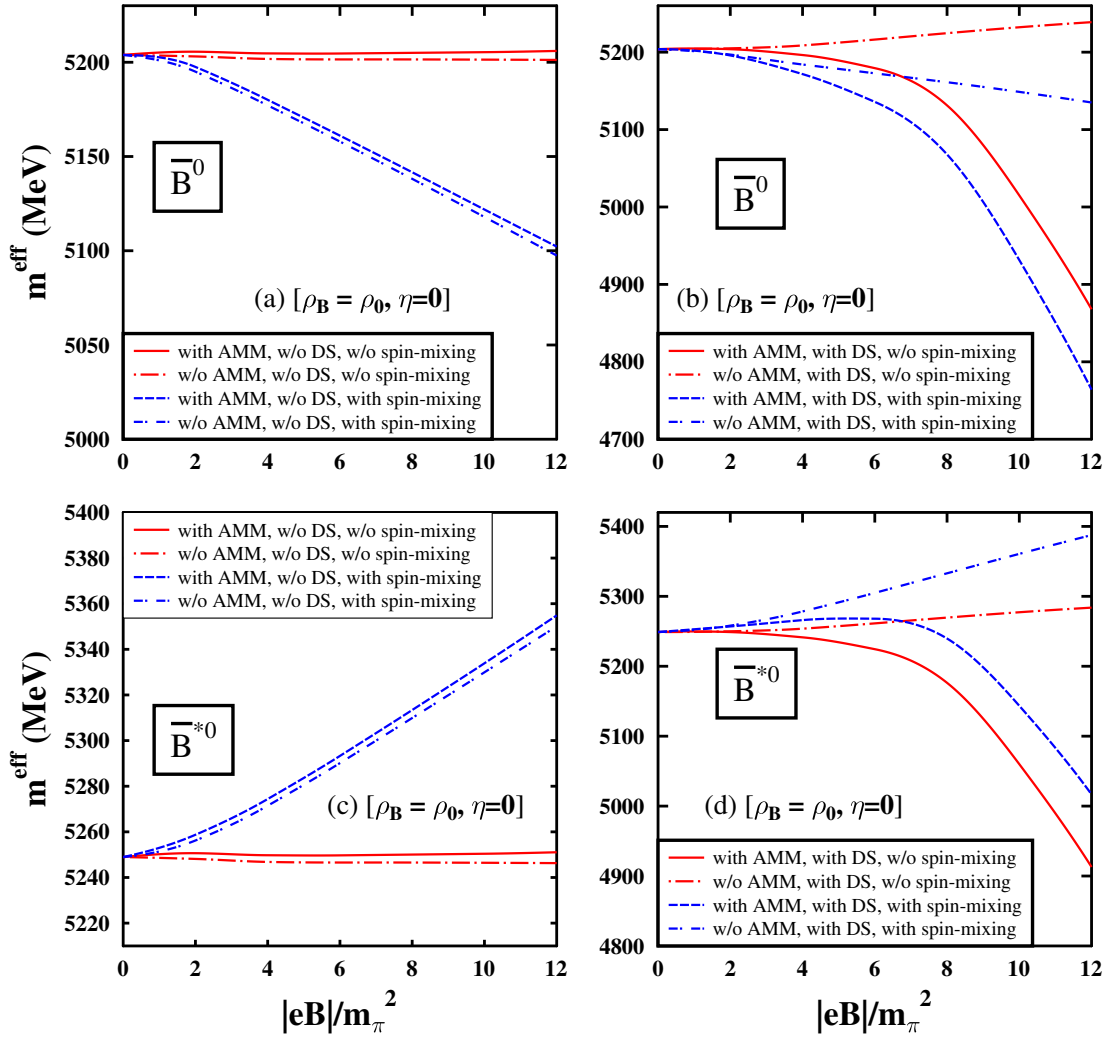 m^eff (MeV)
5200
5150
5100
5050
5000
B̅⁰
(a) [ρ_B = ρ_0, η=0]
with AMM, w/o DS, w/o spin-mixing
w/o AMM, w/o DS, w/o spin-mixing
with AMM, w/o DS, with spin-mixing
w/o AMM, w/o DS, with spin-mixing
0 2 4 6 8 10 12
5200
5100
5000
4900
4800
4700
B̅⁰
(b) [ρ_B = ρ_0, η=0]
with AMM, with DS, w/o spin-mixing
w/o AMM, with DS, w/o spin-mixing
with AMM, with DS, with spin-mixing
w/o AMM, with DS, with spin-mixing
0 2 4 6 8 10 12
m^eff (MeV)
5400
5380
5360
5340
5320
5300
5280
5260
5240
5220
with AMM, w/o DS, w/o spin-mixing
w/o AMM, w/o DS, w/o spin-mixing
with AMM, w/o DS, with spin-mixing
w/o AMM, w/o DS, with spin-mixing
B̅*⁰
(c) [ρ_B = ρ_0, η=0]
0 2 4 6 8 10 12
|eB|/m_π^2
5400
5300
5200
5100
5000
4900
4800
B̅*⁰
(d) [ρ_B = ρ_0, η=0]
with AMM, with DS, w/o spin-mixing
w/o AMM, with DS, w/o spin-mixing
with AMM, with DS, with spin-mixing
w/o AMM, with DS, with spin-mixing
0 2 4 6 8 10 12
|eB|/m_π^2